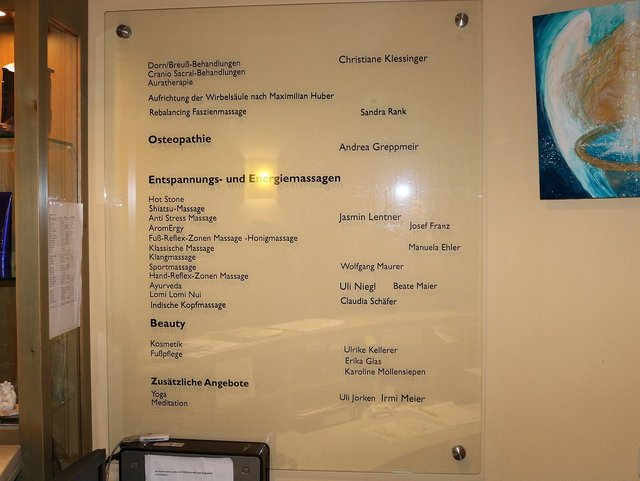 Dorn/Breuß-Behandlungen Christiane Klessinger
Cranio Sacral-Behandlungen
Auratherapie
Aufrichtung der Wirbelsäule nach Maximilian Huber
Rebalancing Faszienmassage Sandra Rank
Osteopathie
Andrea Greppmeir
Entspannungs- und Energiemassagen
Hot Stone
Shiatsu-Massage
Anti Stress Massage Jasmin Lentner
AromErgy Josef Franz
Fuß-Reflex-Zonen Massage -Honigmassage
Klassische Massage Manuela Ehler
Klangmassage
Sportmassage Wolfgang Maurer
Hand-Reflex-Zonen Massage
Ayurveda Uli Niegl Beate Maier
Lomi Lomi Nui
Indische Kopfmassage Claudia Schäfer
Beauty
Kosmetik Ulrike Kellerer
Fußpflege Erika Glas
Karoline Möllensiepen
Zusätzliche Angebote
Yoga Uli Jorken Irmi Meier
Meditation